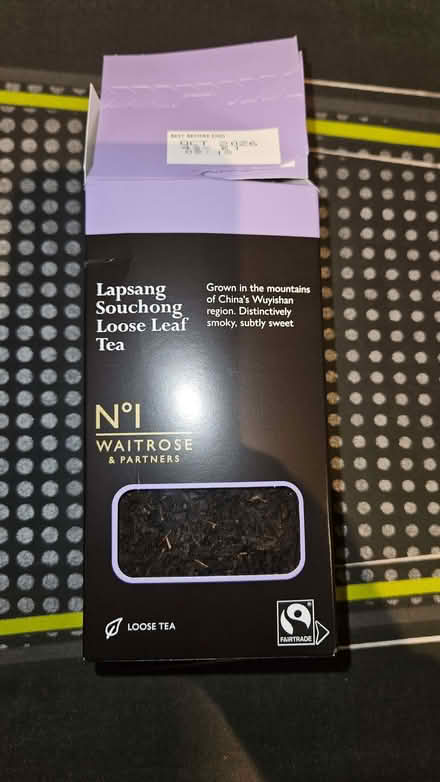 BEST BEFORE END
OCT 2026
Lapsang
Souchong
Loose Leaf
Tea
Grown in the mountains
of China's Wuyishan
region. Distinctively
smoky, subtly sweet
Nº1
WAITROSE
& PARTNERS
LOOSE TEA
FAIRTRADE